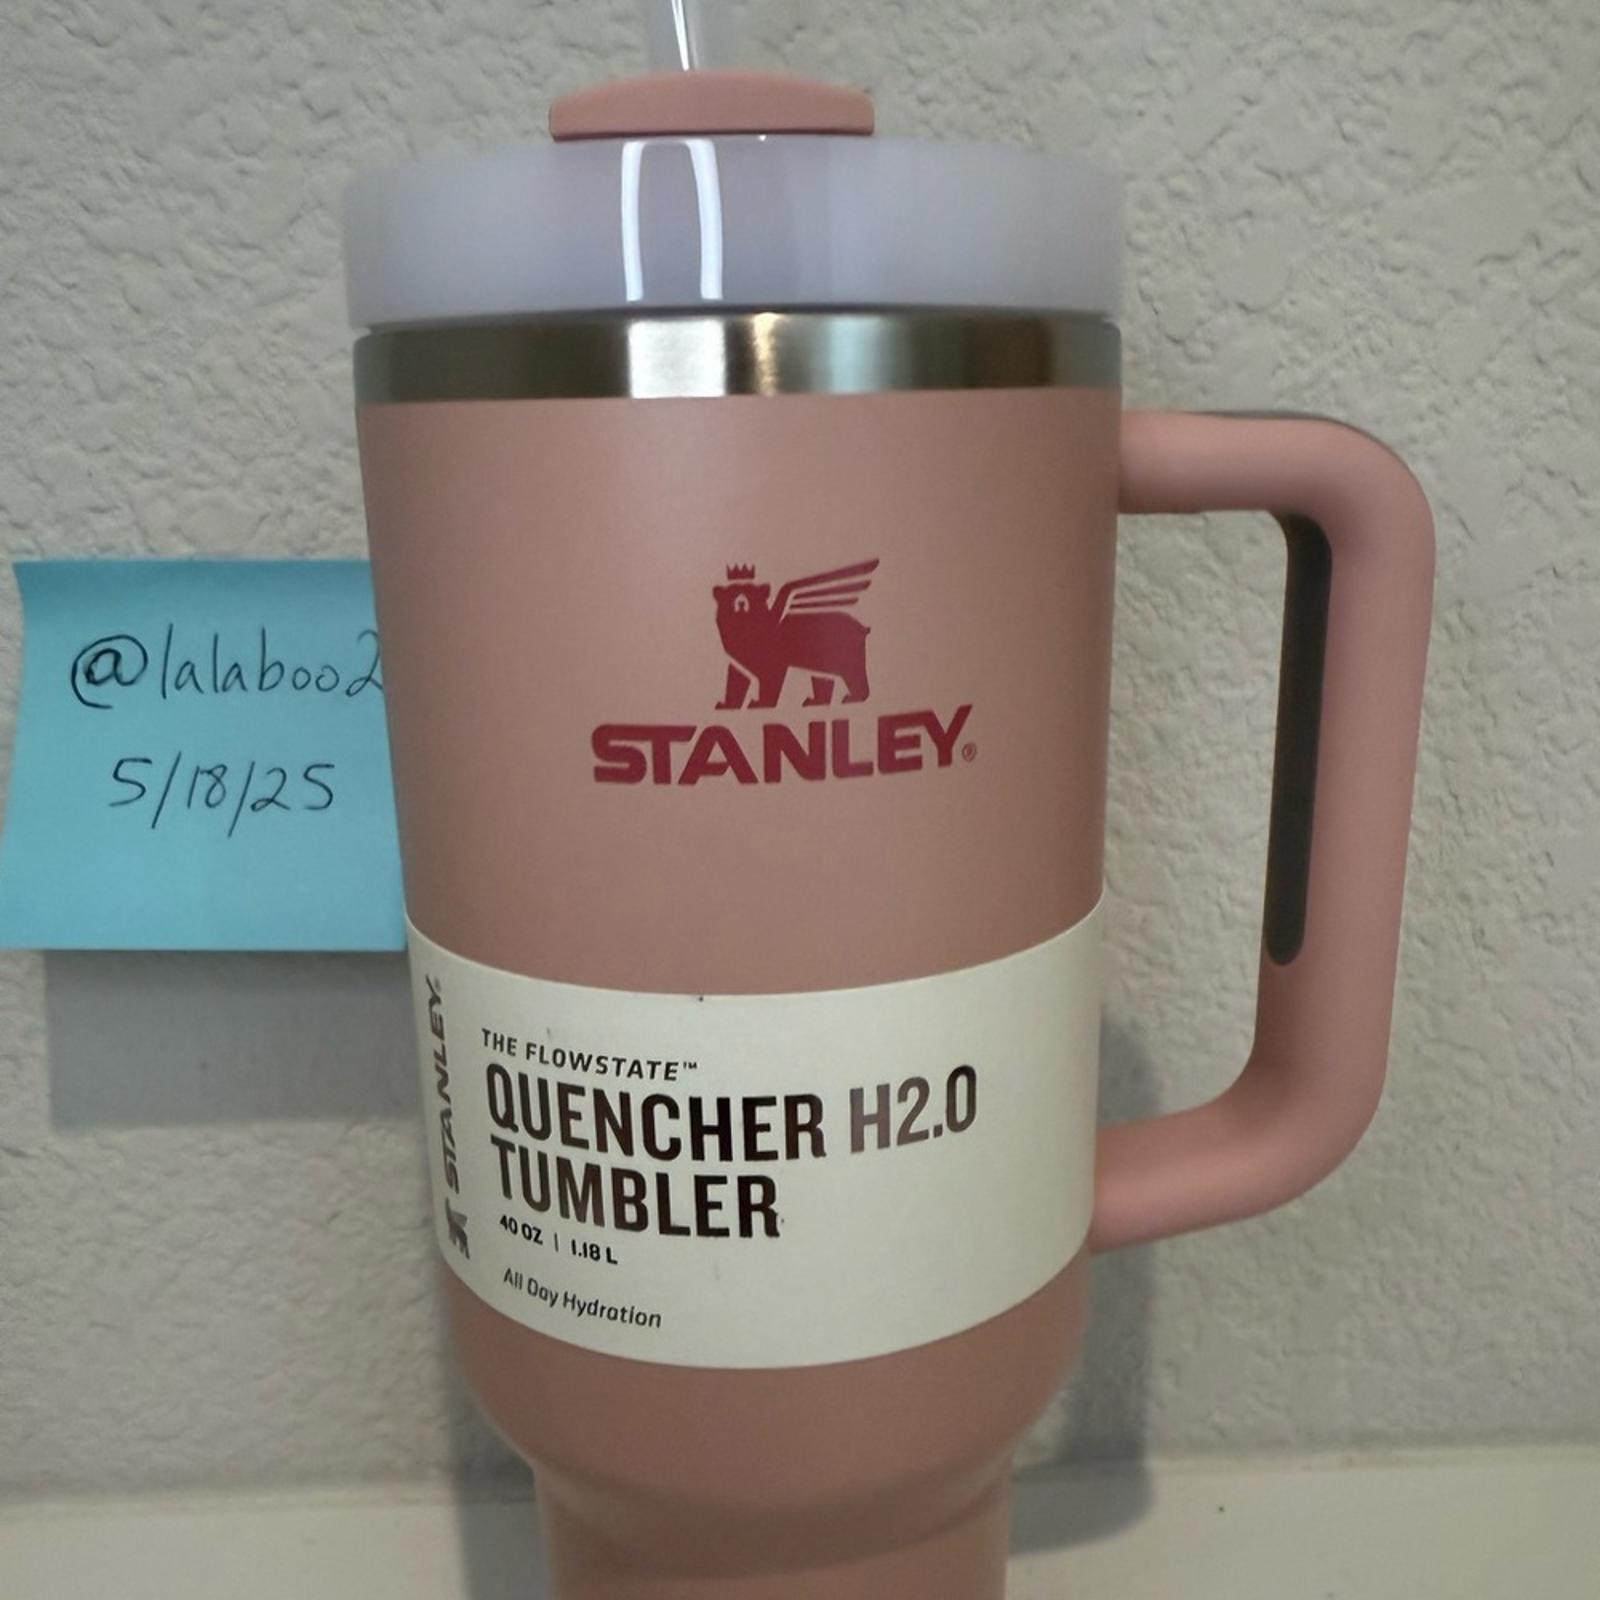 @lalaboo2
5/18/25
STANLEY®
STANLEY®
THE FLOWSTATE™
QUENCHER H2.0
TUMBLER
40 OZ | 1.18 L
All Day Hydration